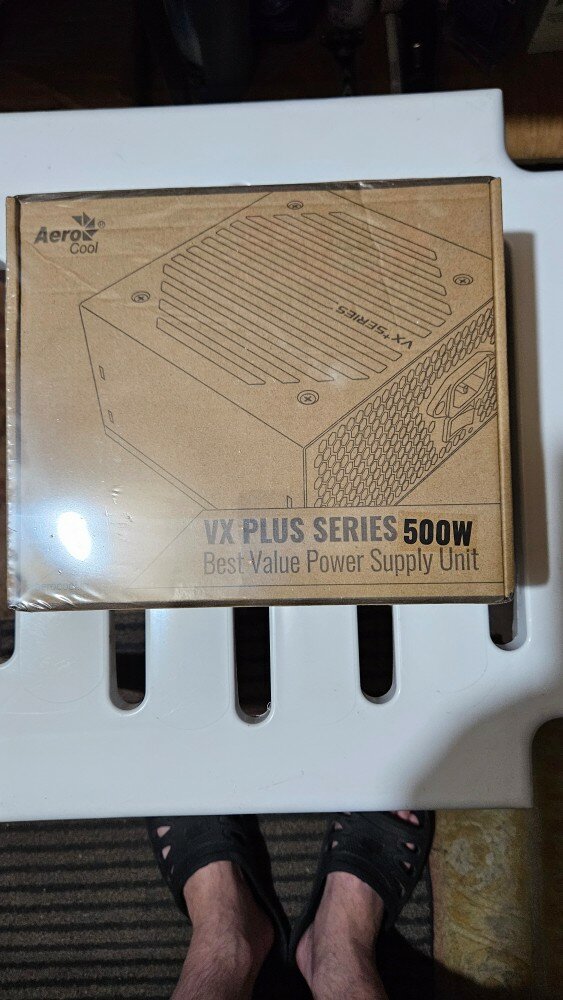 Aero
Cool
VX+SERIES
VX PLUS SERIES 500W
Best Value Power Supply Unit